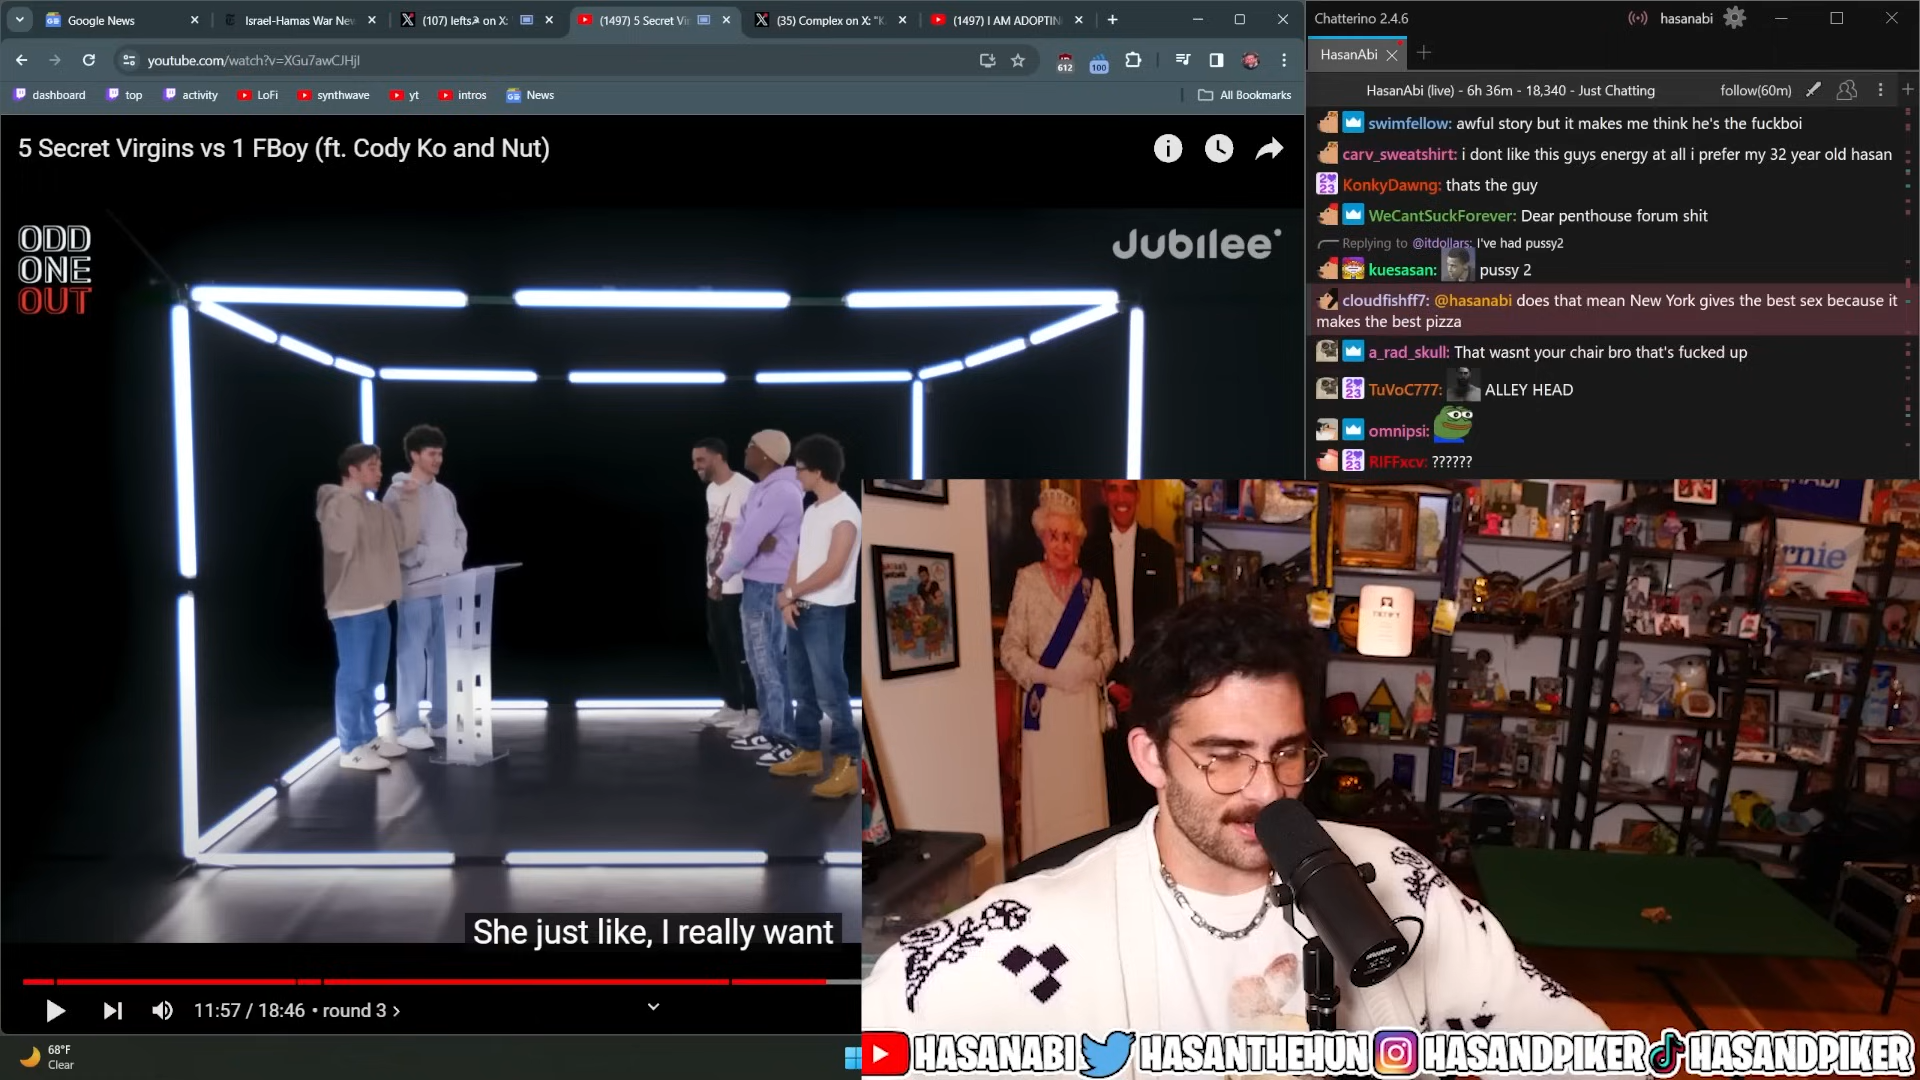 Google News
Israel-Hamas War Nev
(107) lefts on X:
(1497) 5 Secret Vir
(35) Complex on X: "K
(1497) I AM ADOPTIN
youtube.com/watch?v=XGu7awCJHjI
612
100
dashboard
top
activity
LoFi
synthwave
yt
intros
News
All Bookmarks
5 Secret Virgins vs 1 FBoy (ft. Cody Ko and Nut)
ODD
ONE
OUT
Jubilee
She just like, I really want
11:57 / 18:46 • round 3 >
68°F
Clear
Chatterino 2.4.6
hasanabi
HasanAbi
HasanAbi (live) - 6h 36m - 18,340 - Just Chatting
follow(60m)
swimfellow: awful story but it makes me think he's the fuckboi
carv_sweatshirt: i dont like this guys energy at all i prefer my 32 year old hasan
KonkyDawng: thats the guy
WeCantSuckForever: Dear penthouse forum shit
Replying to @itdollars: I've had pussy2
kuesasan: pussy 2
cloudfishff7: @hasanabi does that mean New York gives the best sex because it
makes the best pizza
a_rad_skull: That wasnt your chair bro that's fucked up
TuVoC777: ALLEY HEAD
omnipsi:
RIFFxcv: ??????
rnie
HASANABI
HASANTHEHUN
HASANDPIKER
HASANDPIKER